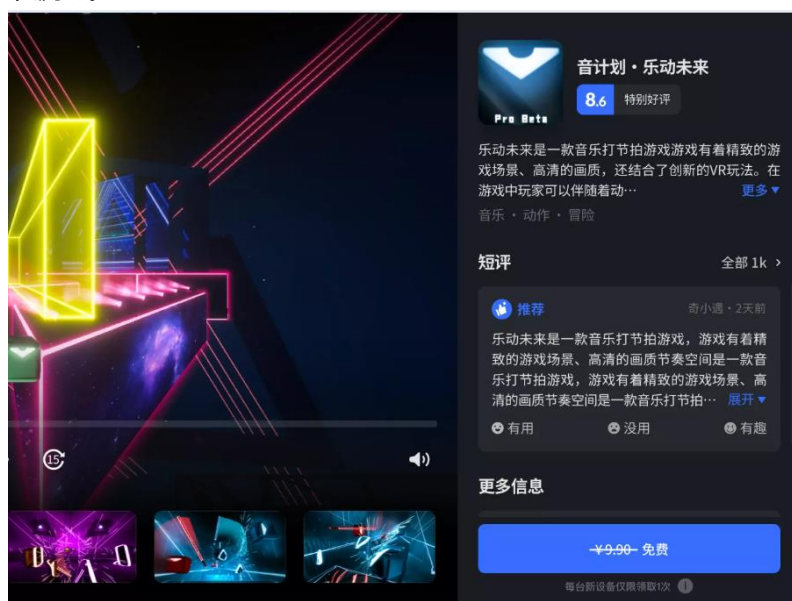 音计划·乐动未来
8.6 特别好评
Pro Beta
乐动未来是一款音乐打节拍游戏游戏有着精致的游
戏场景、高清的画质，还结合了创新的VR玩法。在
游戏中玩家可以伴随着动… 更多
音乐·动作·冒险
短评 全部 1k
推荐 奇小遇·2天前
乐动未来是一款音乐打节拍游戏，游戏有着精
致的游戏场景、高清的画质节奏空间是一款音
乐打节拍游戏，游戏有着精致的游戏场景、高
清的画质节奏空间是一款音乐打节拍… 展开
有用 没用 有趣
15
更多信息
¥9.90 免费
每台新设备仅限领取1次